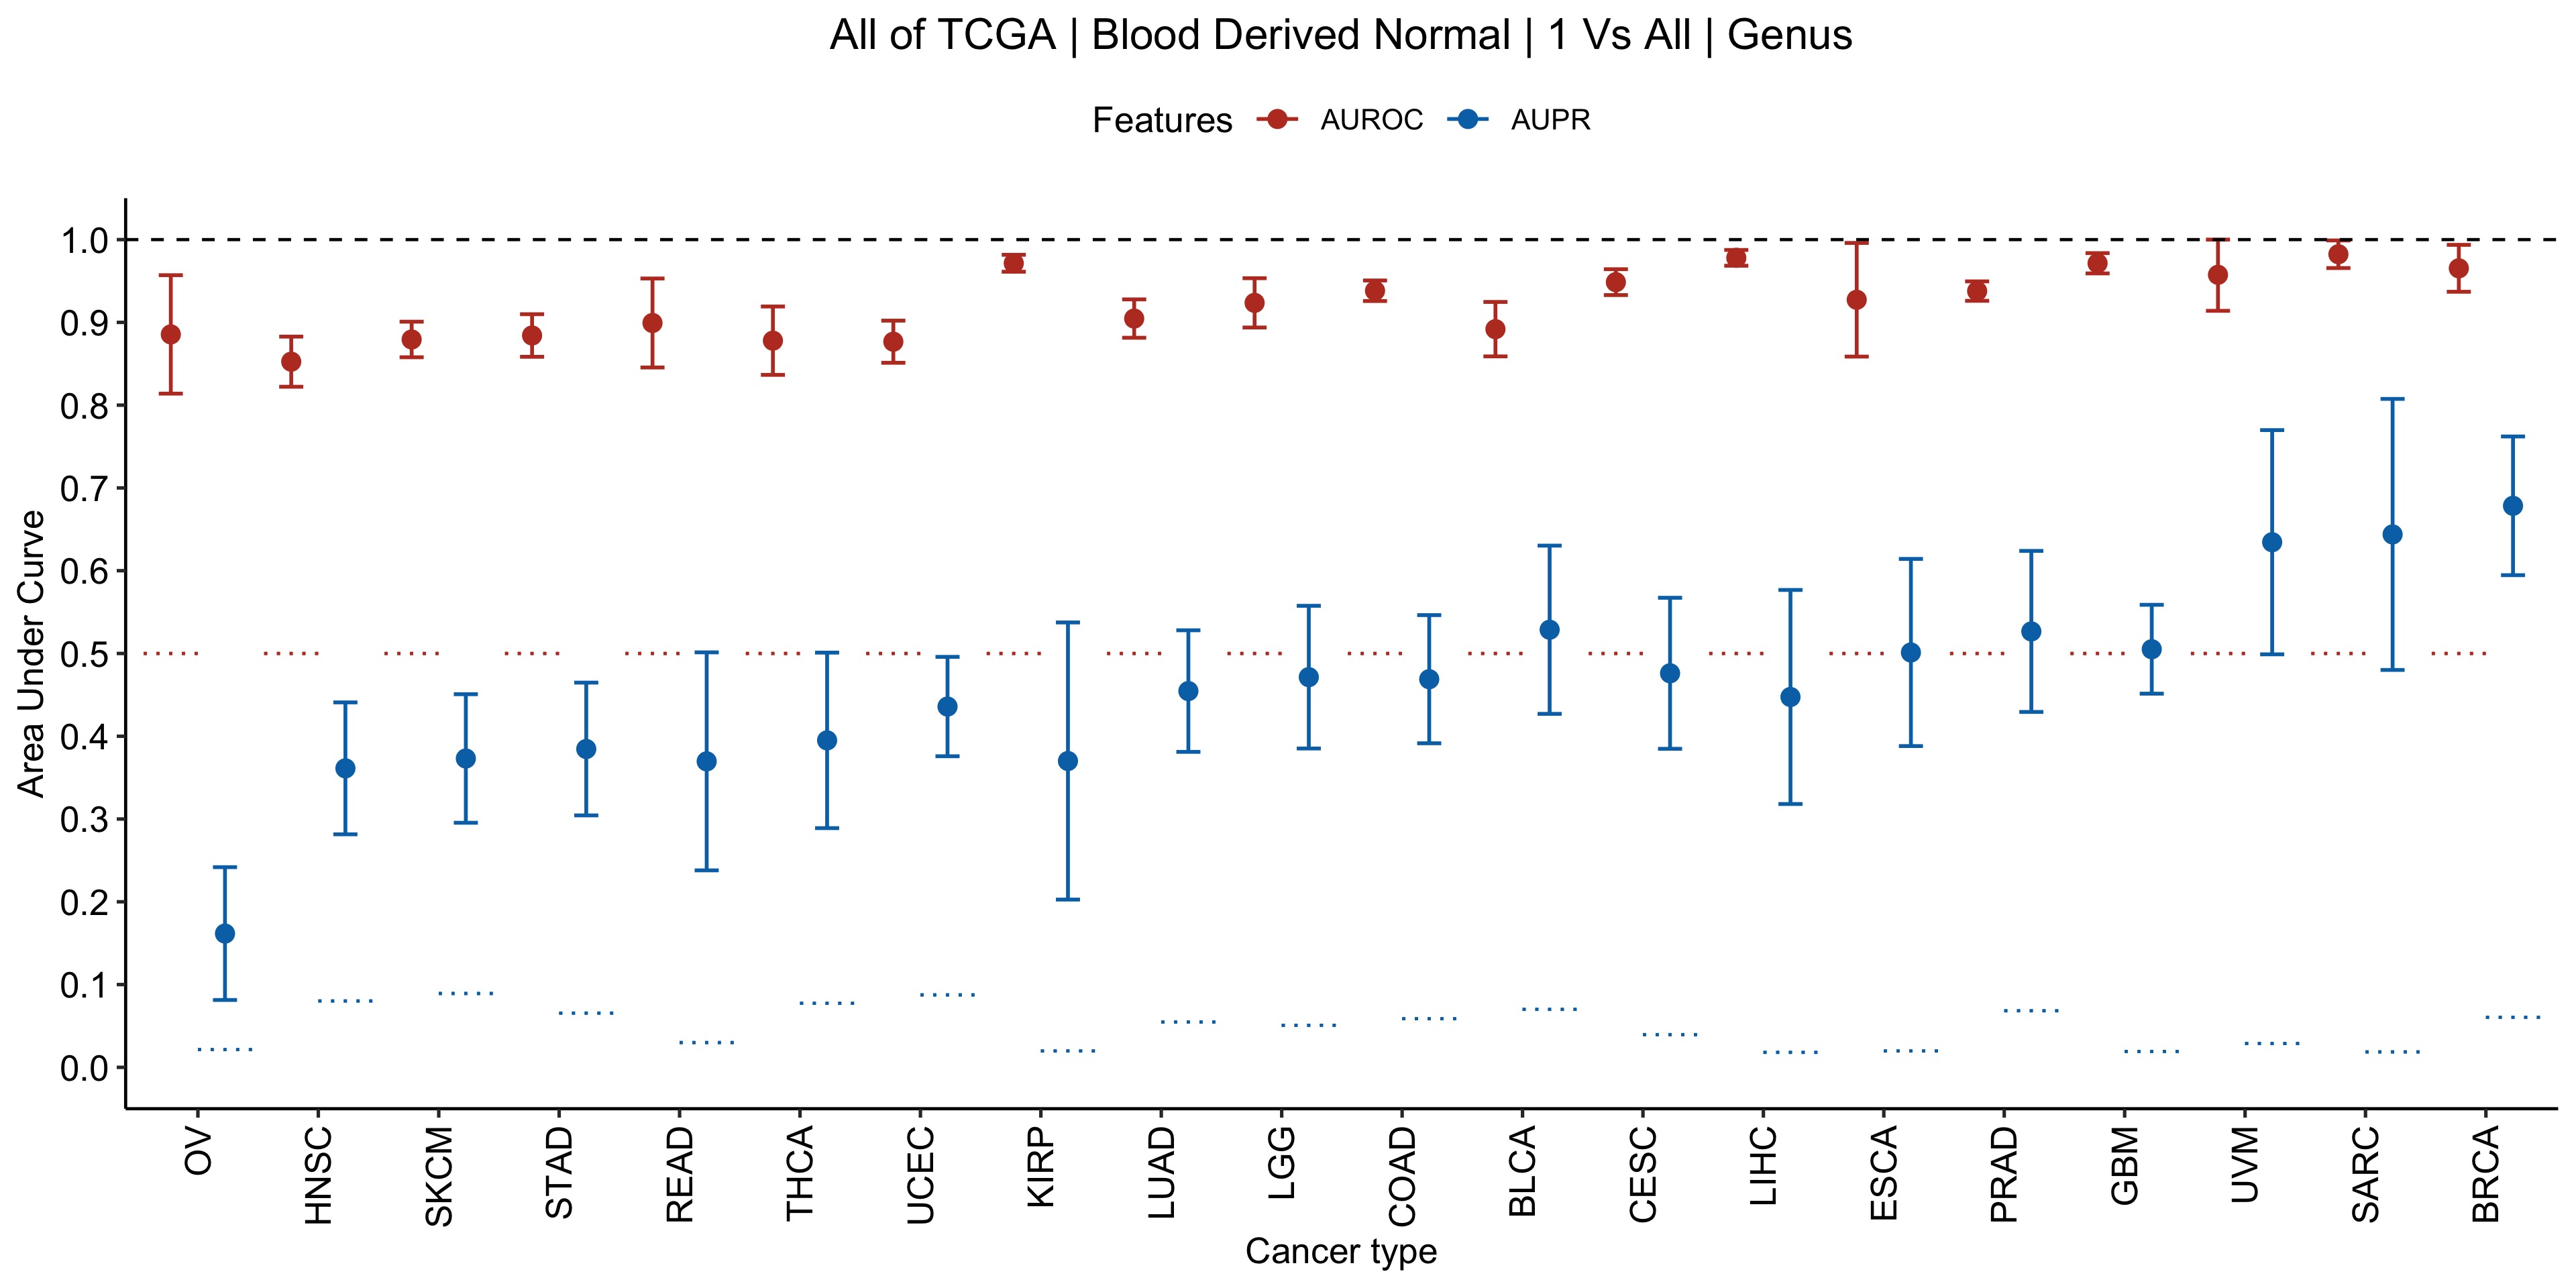 All of TCGA | Blood Derived Normal | 1 Vs All | Genus
Features AUROC AUPR
Area Under Curve
1.0
0.9
0.8
0.7
0.6
0.5
0.4
0.3
0.2
0.1
0.0
OV HNSC SKCM STAD READ THCA UCEC KIRP LUAD LGG COAD BLCA CESC LIHC ESCA PRAD GBM UVM SARC BRCA
Cancer type